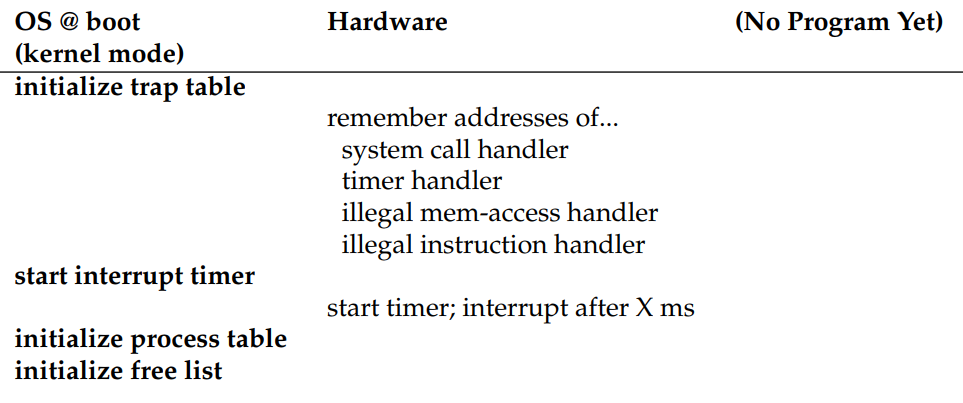 OS @ boot Hardware (No Program Yet)
(kernel mode)
initialize trap table
remember addresses of...
system call handler
timer handler
illegal mem-access handler
illegal instruction handler
start interrupt timer
start timer; interrupt after X ms
initialize process table
initialize free list